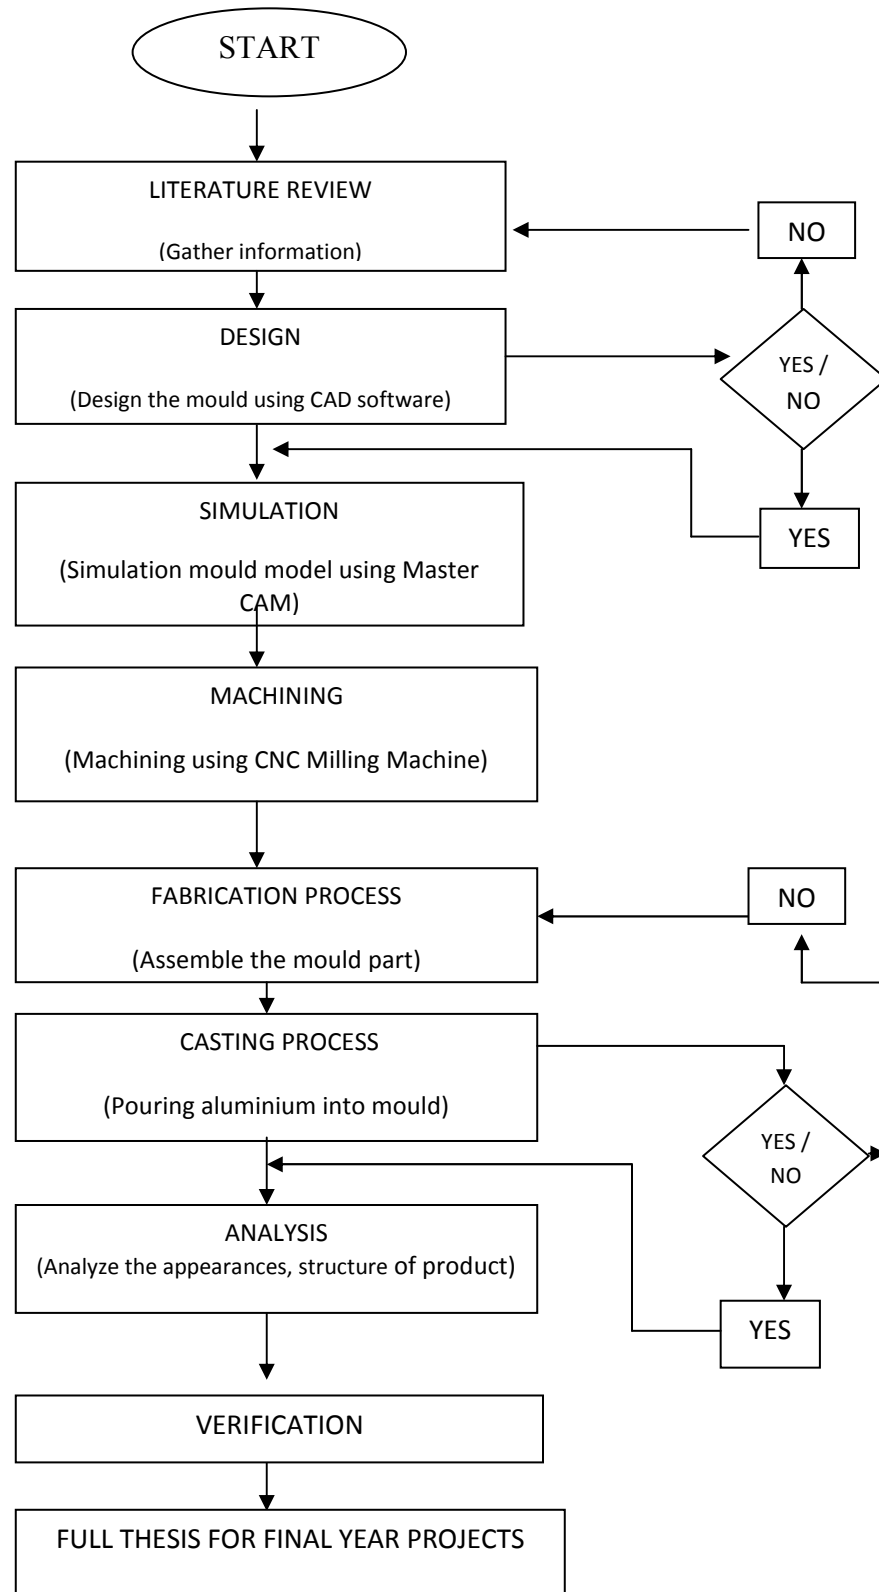 START
LITERATURE REVIEW
(Gather information)
NO
DESIGN
(Design the mould using CAD software)
YES /
NO
SIMULATION
(Simulation mould model using Master
CAM)
YES
MACHINING
(Machining using CNC Milling Machine)
FABRICATION PROCESS
(Assemble the mould part)
NO
CASTING PROCESS
(Pouring aluminium into mould)
YES /
NO
ANALYSIS
(Analyze the appearances, structure of product)
YES
VERIFICATION
FULL THESIS FOR FINAL YEAR PROJECTS